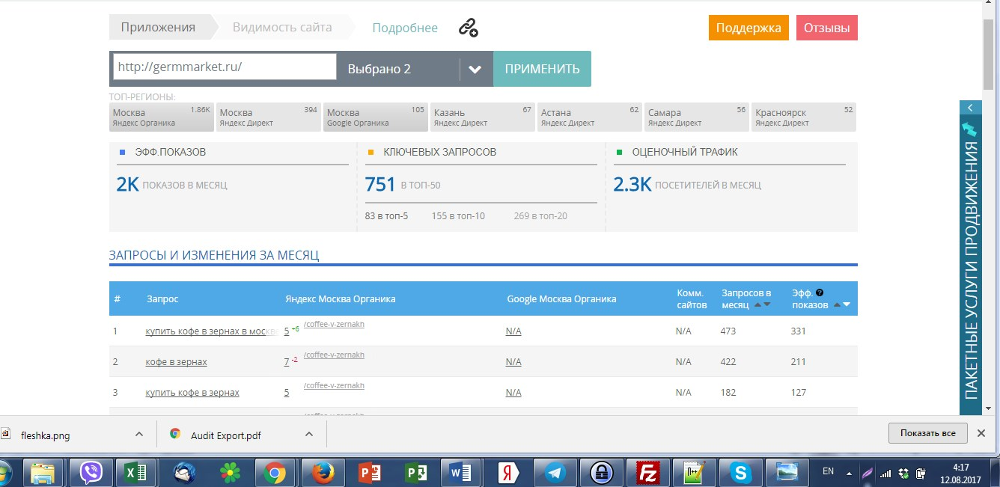 Приложения Видимость сайта Подробнее Поддержка Отзывы
http://germmarket.ru/ Выбрано 2 ПРИМЕНИТЬ
ТОП-РЕГИОНЫ:
Москва 1.86K Москва 394 Москва 105 Казань 67 Астана 62 Самара 56 Красноярск 52
Яндекс Органика Яндекс Директ Google Органика Яндекс Директ Яндекс Директ Яндекс Директ Яндекс Директ
ЭФФ.ПОКАЗОВ КЛЮЧЕВЫХ ЗАПРОСОВ ОЦЕНОЧНЫЙ ТРАФИК
2K ПОКАЗОВ В МЕСЯЦ 751 В ТОП-50 2.3K ПОСЕТИТЕЛЕЙ В МЕСЯЦ
83 в топ-5 155 в топ-10 269 в топ-20
ЗАПРОСЫ И ИЗМЕНЕНИЯ ЗА МЕСЯЦ
# Запрос Яндекс Москва Органика Google Москва Органика Комм. сайтов Запросов в месяц Эфф. показов
1 купить кофе в зернах в москве 5 +6 /coffee-v-zernakh N/A N/A 473 331
2 кофе в зернах 7 -2 /coffee-v-zernakh N/A N/A 422 211
3 купить кофе в зернах 5 /coffee-v-zernakh N/A N/A 182 127
ПАКЕТНЫЕ УСЛУГИ ПРОДВИЖЕНИЯ
fleshka.png Audit Export.pdf Показать все
EN 4:17
12.08.2017